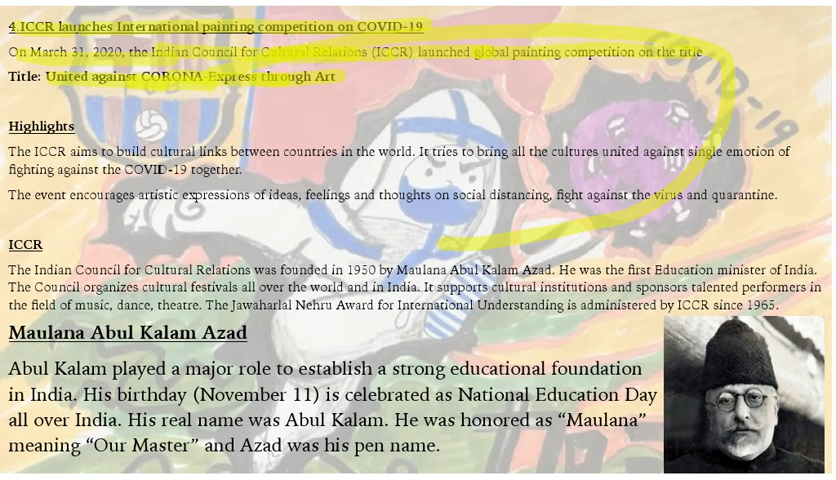 4.ICCR launches International painting competition on COVID-19
On March 31, 2020, the Indian Council for Cultural Relations (ICCR) launched global painting competition on the title
Title: United against CORONA-Express through Art
COVID-19
Highlights
The ICCR aims to build cultural links between countries in the world. It tries to bring all the cultures united against single emotion of
fighting against the COVID-19 together.
The event encourages artistic expressions of ideas, feelings and thoughts on social distancing, fight against the virus and quarantine.
ICCR
The Indian Council for Cultural Relations was founded in 1950 by Maulana Abul Kalam Azad. He was the first Education minister of India.
The Council organizes cultural festivals all over the world and in India. It supports cultural institutions and sponsors talented performers in
the field of music, dance, theatre. The Jawaharlal Nehru Award for International Understanding is administered by ICCR since 1965.
Maulana Abul Kalam Azad
Abul Kalam played a major role to establish a strong educational foundation
in India. His birthday (November 11) is celebrated as National Education Day
all over India. His real name was Abul Kalam. He was honored as “Maulana”
meaning “Our Master” and Azad was his pen name.